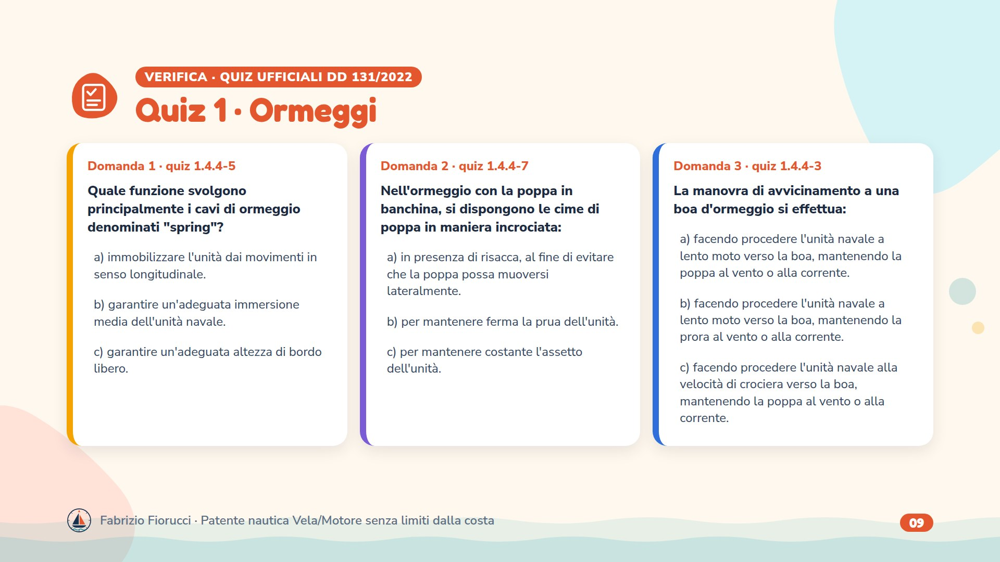 VERIFICA · QUIZ UFFICIALI DD 131/2022
Quiz 1 · Ormeggi
Domanda 1 · quiz 1.4.4-5
Quale funzione svolgono
principalmente i cavi di ormeggio
denominati "spring"?
a) immobilizzare l'unità dai movimenti in
senso longitudinale.
b) garantire un'adeguata immersione
media dell'unità navale.
c) garantire un'adeguata altezza di bordo
libero.
Domanda 2 · quiz 1.4.4-7
Nell'ormeggio con la poppa in
banchina, si dispongono le cime di
poppa in maniera incrociata:
a) in presenza di risacca, al fine di evitare
che la poppa possa muoversi
lateralmente.
b) per mantenere ferma la prua dell'unità.
c) per mantenere costante l'assetto
dell'unità.
Domanda 3 · quiz 1.4.4-3
La manovra di avvicinamento a una
boa d'ormeggio si effettua:
a) facendo procedere l'unità navale a
lento moto verso la boa, mantenendo la
poppa al vento o alla corrente.
b) facendo procedere l'unità navale a
lento moto verso la boa, mantenendo la
prora al vento o alla corrente.
c) facendo procedere l'unità navale alla
velocità di crociera verso la boa,
mantenendo la poppa al vento o alla
corrente.
Fabrizio Fiorucci · Patente nautica Vela/Motore senza limiti dalla costa
09